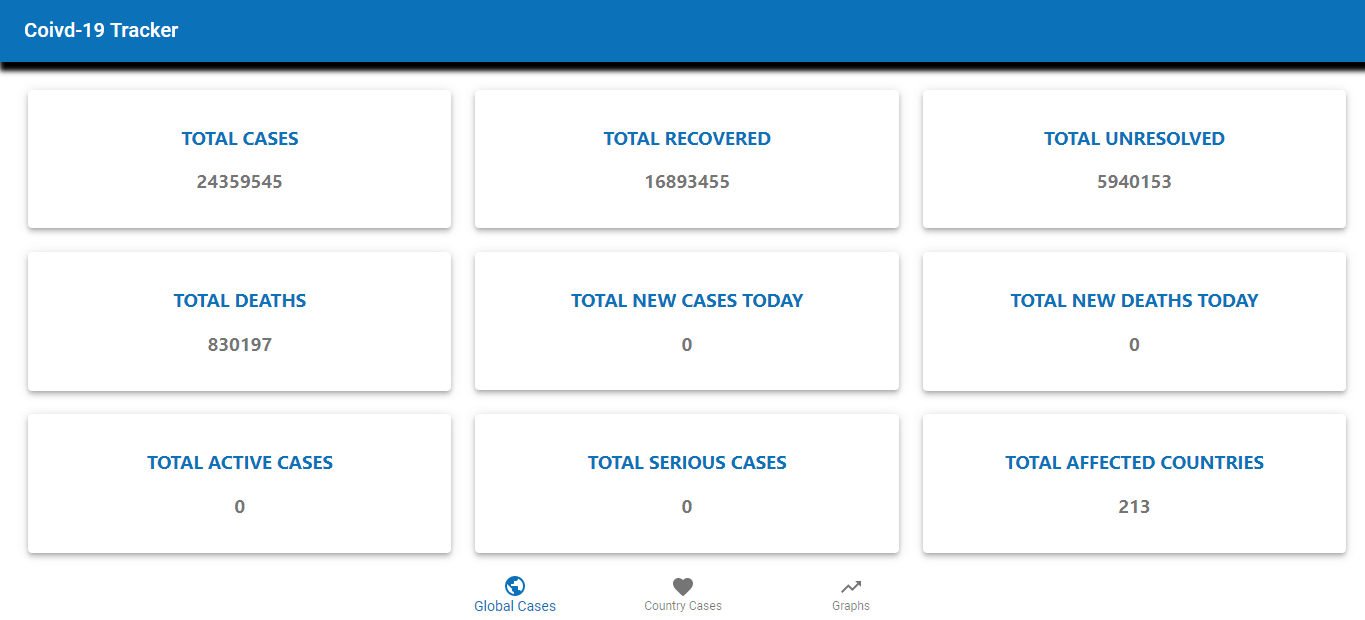 Coivd-19 Tracker
TOTAL CASES
24359545
TOTAL RECOVERED
16893455
TOTAL UNRESOLVED
5940153
TOTAL DEATHS
830197
TOTAL NEW CASES TODAY
0
TOTAL NEW DEATHS TODAY
0
TOTAL ACTIVE CASES
0
TOTAL SERIOUS CASES
0
TOTAL AFFECTED COUNTRIES
213
Global Cases
Country Cases
Graphs